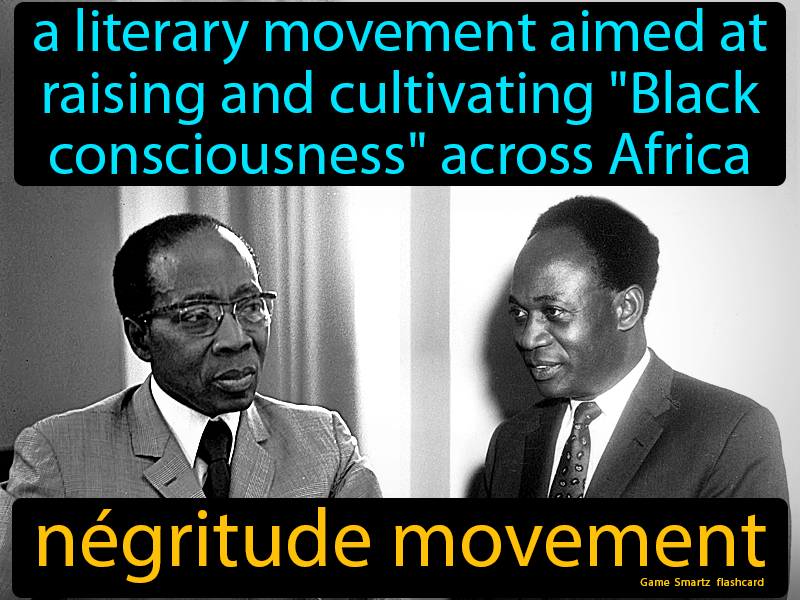 a literary movement aimed at
raising and cultivating "Black
consciousness" across Africa
négritude movement
Game Smartz flashcard